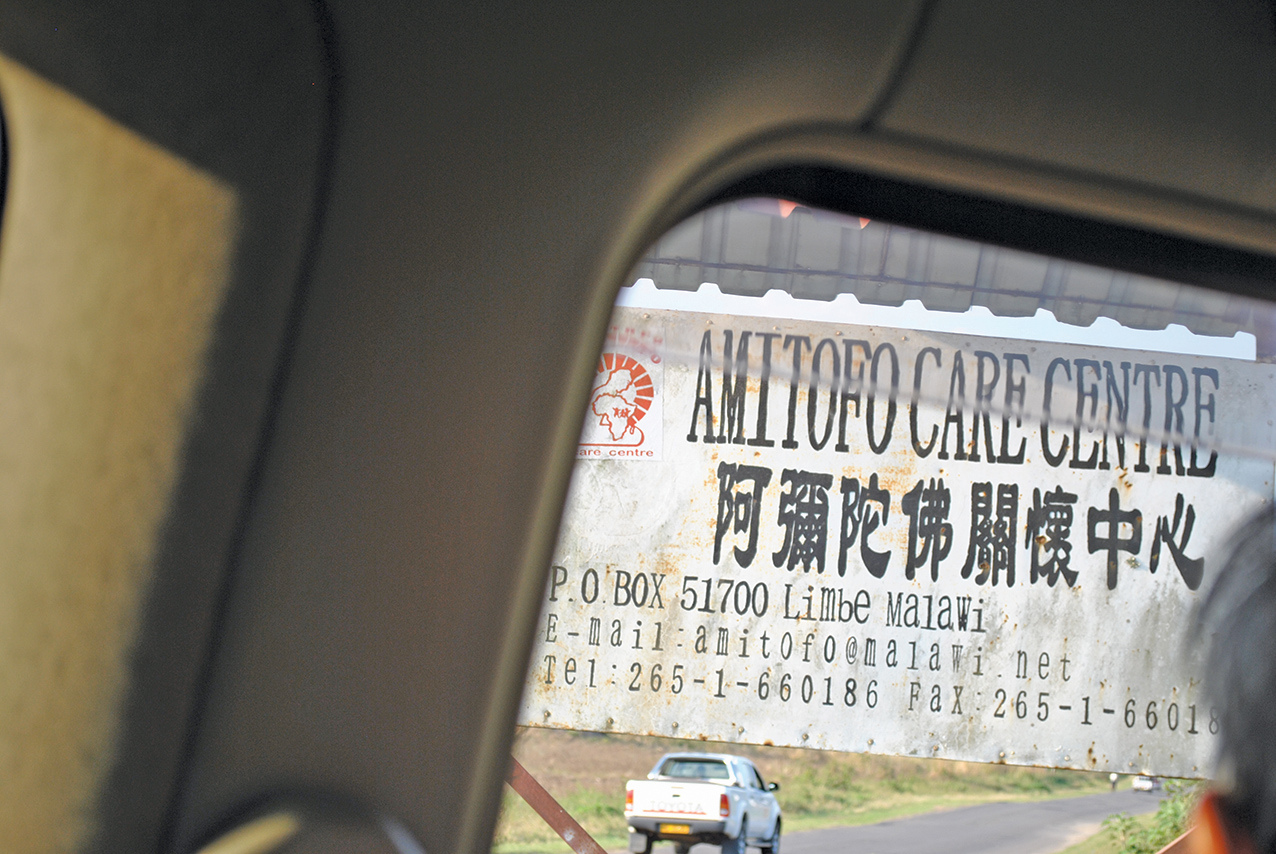 AMITOFO CARE CENTRE
阿彌陀佛關懷中心
care centre
P.O.BOX 51700 Limbe MalaWi
E-mail:amitofo@malaWi.net
Tel:265-1-660186 FaX:265-1-66018
TOYOTA